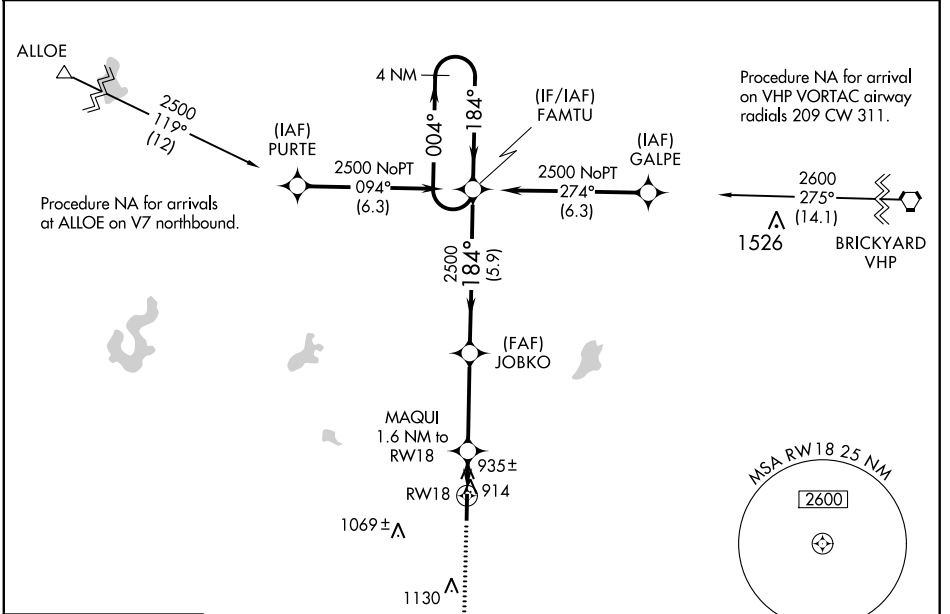 ALLOE
2500
119°
(12)
(IAF)
PURTE
Procedure NA for arrivals
at ALLOE on V7 northbound.
2500 NoPT
094°
(6.3)
4 NM
004°
184°
(IF/IAF)
FAMTU
2500 NoPT
274°
(6.3)
(IAF)
GALPE
Procedure NA for arrival
on VHP VORTAC airway
radials 209 CW 311.
2600
275°
(14.1)
1526
BRICKYARD
VHP
2500
184°
(5.9)
(FAF)
JOBKO
MAQUI
1.6 NM to
RW18
935±
RW18
914
1069±
1130
MSA RW18 25 NM
2600